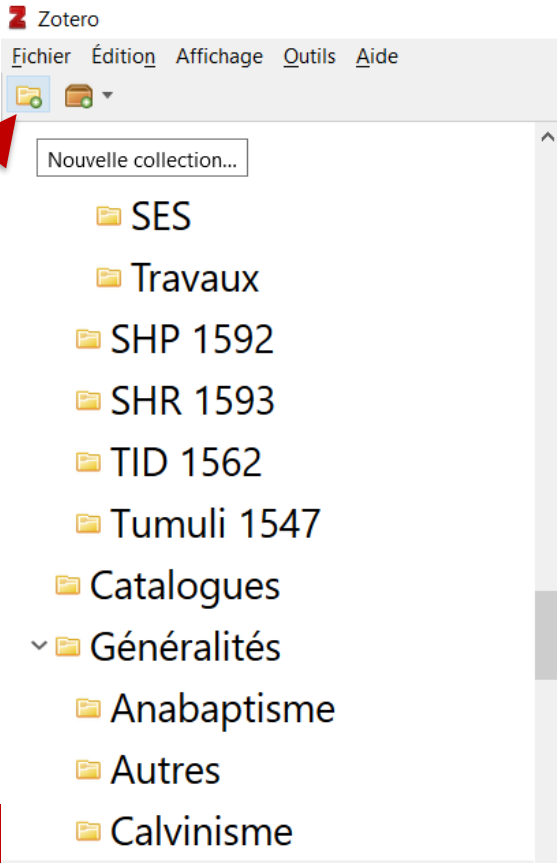 Zotero
Fichier Édition Affichage Outils Aide
Nouvelle collection...
SES
Travaux
SHP 1592
SHR 1593
TID 1562
Tumuli 1547
Catalogues
Généralités
Anabaptisme
Autres
Calvinisme